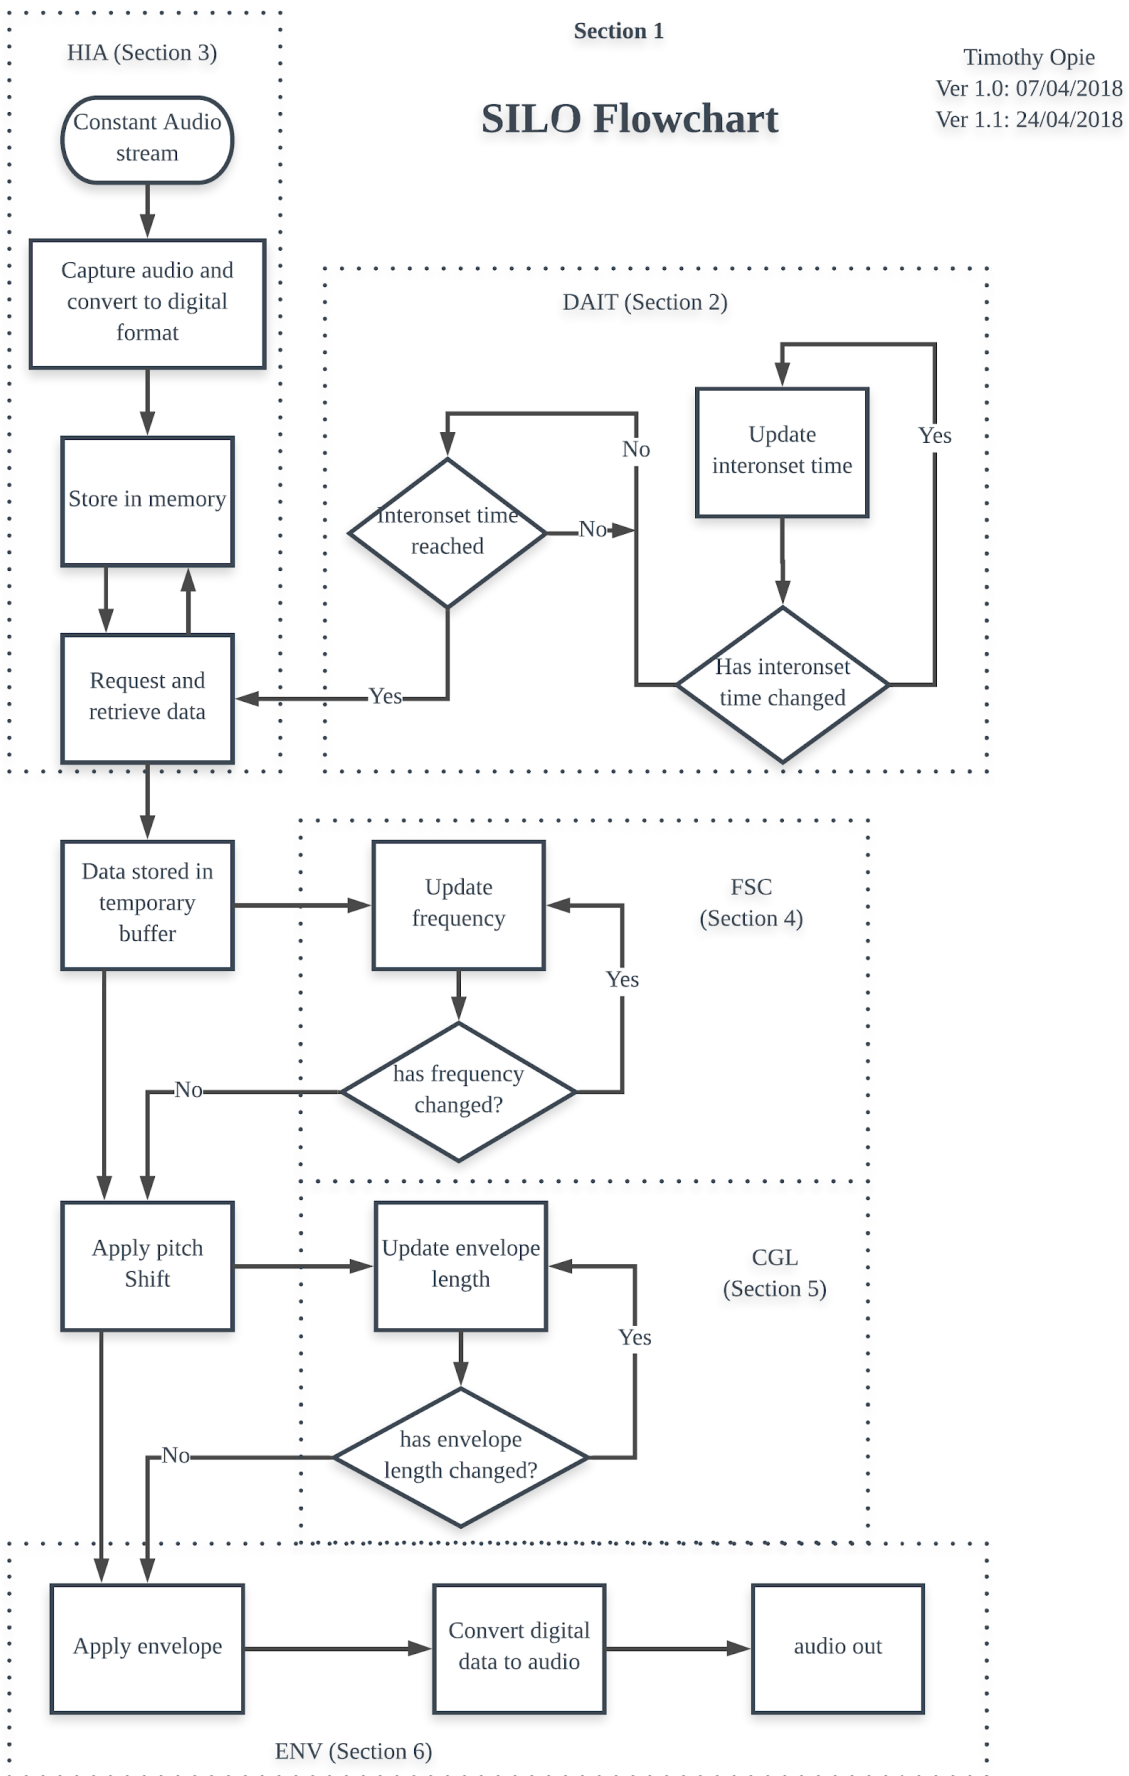 Section 1
SILO Flowchart
Timothy Opie
Ver 1.0: 07/04/2018
Ver 1.1: 24/04/2018
HIA (Section 3)
Constant Audio
stream
Capture audio and
convert to digital
format
Store in memory
Request and
retrieve data
DAIT (Section 2)
Update
interonset time
Yes
No
Interonset time
reached
No
Has interonset
time changed
Yes
Data stored in
temporary
buffer
Update
frequency
FSC
(Section 4)
Yes
has frequency
changed?
No
Apply pitch
Shift
Update envelope
length
CGL
(Section 5)
Yes
has envelope
length changed?
No
Apply envelope
Convert digital
data to audio
audio out
ENV (Section 6)